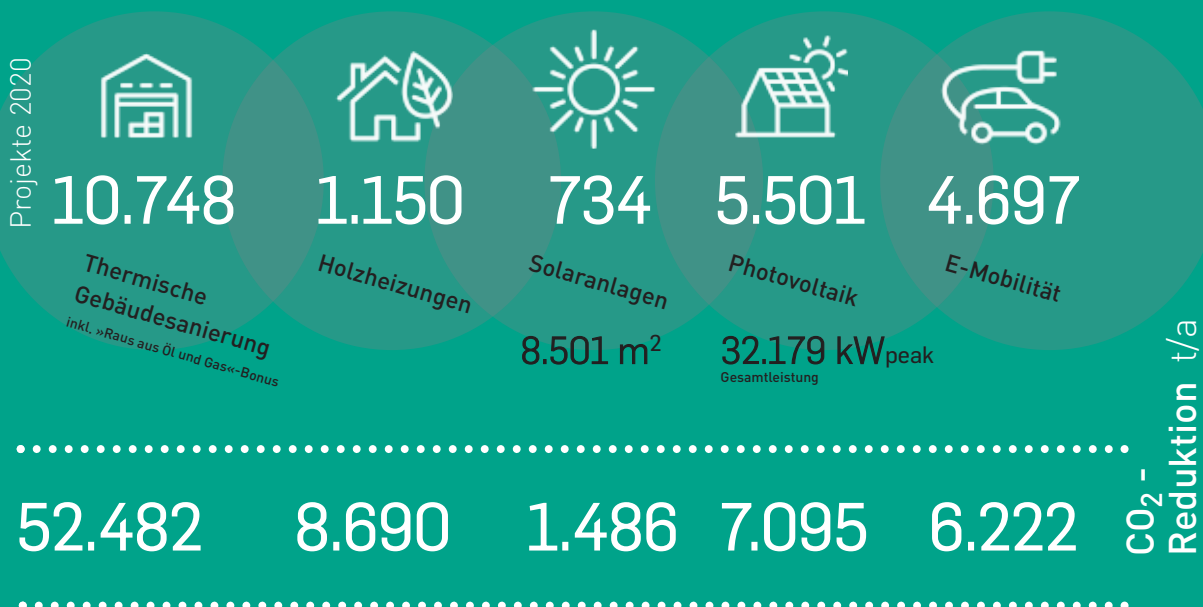 Projekte 2020
10.748
1.150
734
5.501
4.697
Thermische
Gebäudesanierung
inkl. »Raus aus Öl und Gas«-Bonus
Holzheizungen
Solaranlagen
8.501 m²
Photovoltaik
32.179 kWpeak
Gesamtleistung
E-Mobilität
52.482
8.690
1.486
7.095
6.222
CO₂ -
Reduktion t/a